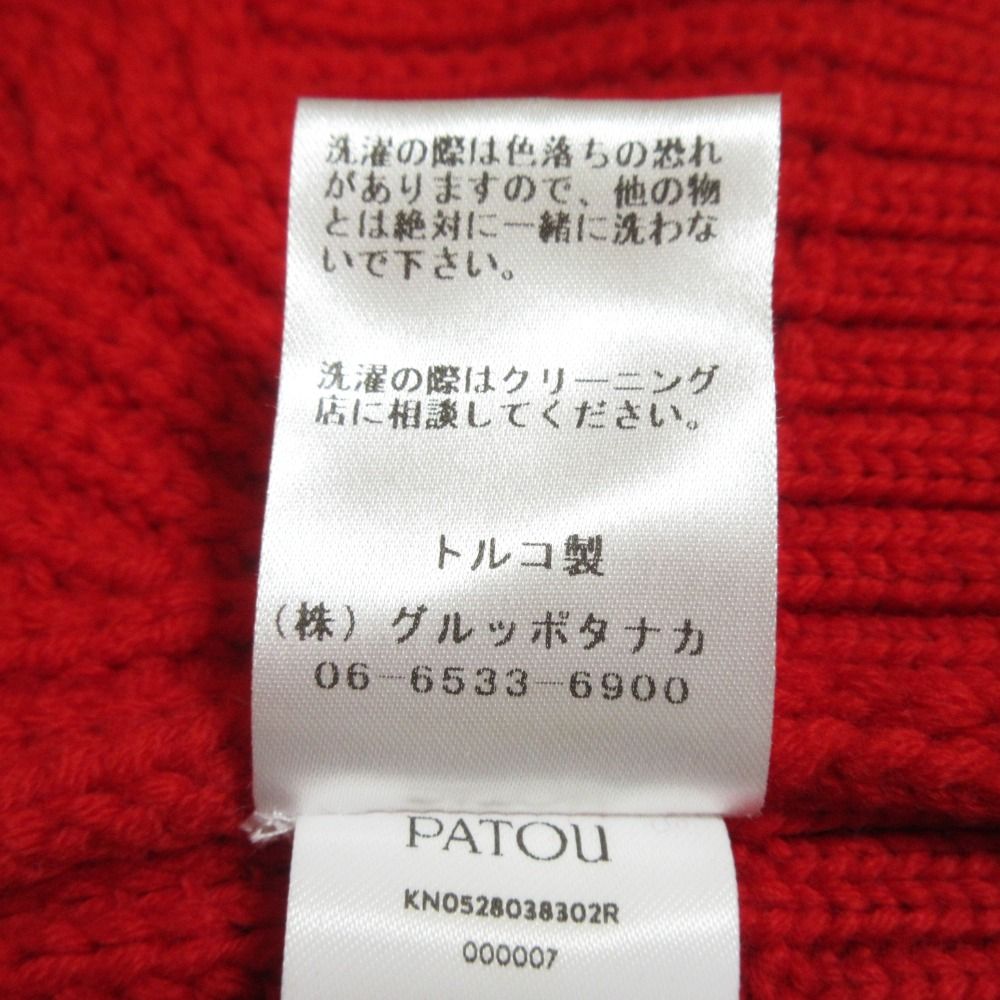 洗濯の際は色落ちの恐れ
がありますので、他の物
とは絶対に一緒に洗わな
いで下さい。
洗濯の際はクリーニング
店に相談してください。
トルコ製
（株）グルッポタナカ
06-6533-6900
PATOU
KN0528038302R
000007